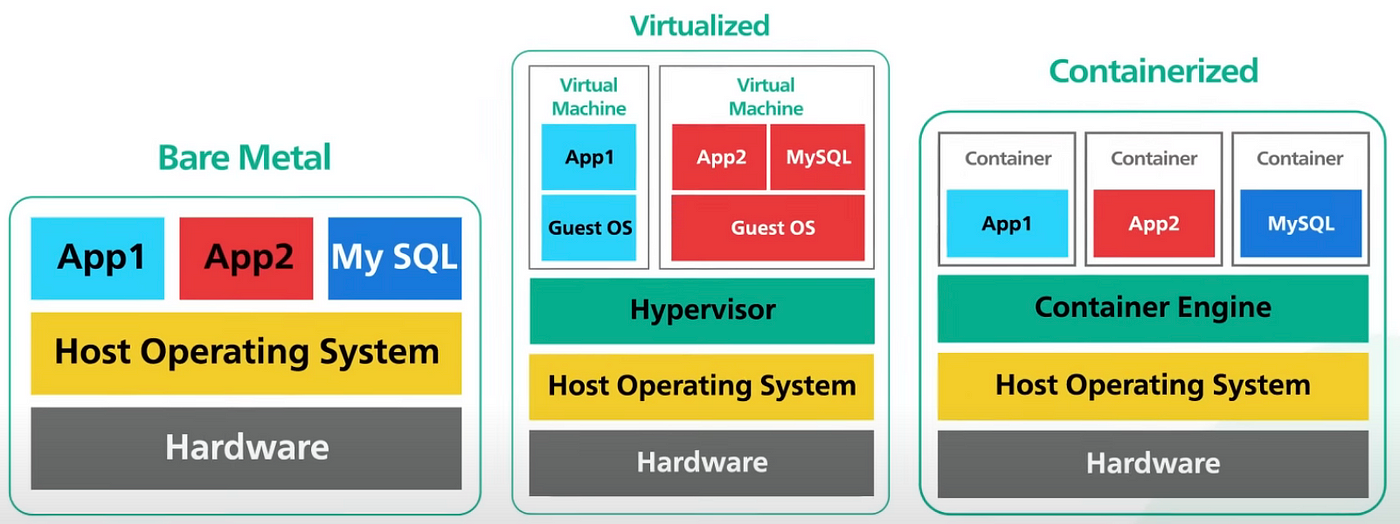 Bare Metal
App1
App2
My SQL
Host Operating System
Hardware
Virtualized
Virtual
Machine
App1
Guest OS
Virtual
Machine
App2
MySQL
Guest OS
Hypervisor
Host Operating System
Hardware
Containerized
Container
App1
Container
App2
Container
MySQL
Container Engine
Host Operating System
Hardware